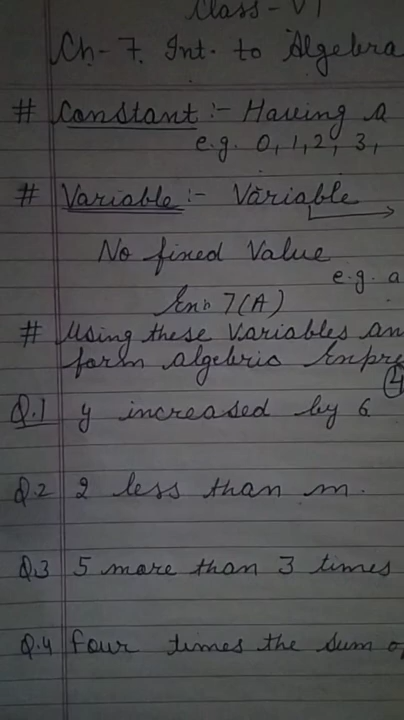 Class - VI
Ch- 7. Int. to Algebra
# Constant :- Having a
e.g. 0, 1, 2, 3,
# Variable :- Variable
No fixed Value
e.g. a
Exn 7(A)
# Using these Variables an
form algebric Expre
Q.1 y increased by 6
Q.2 2 less than m.
Q.3 5 more than 3 times
Q.4 four times the sum of